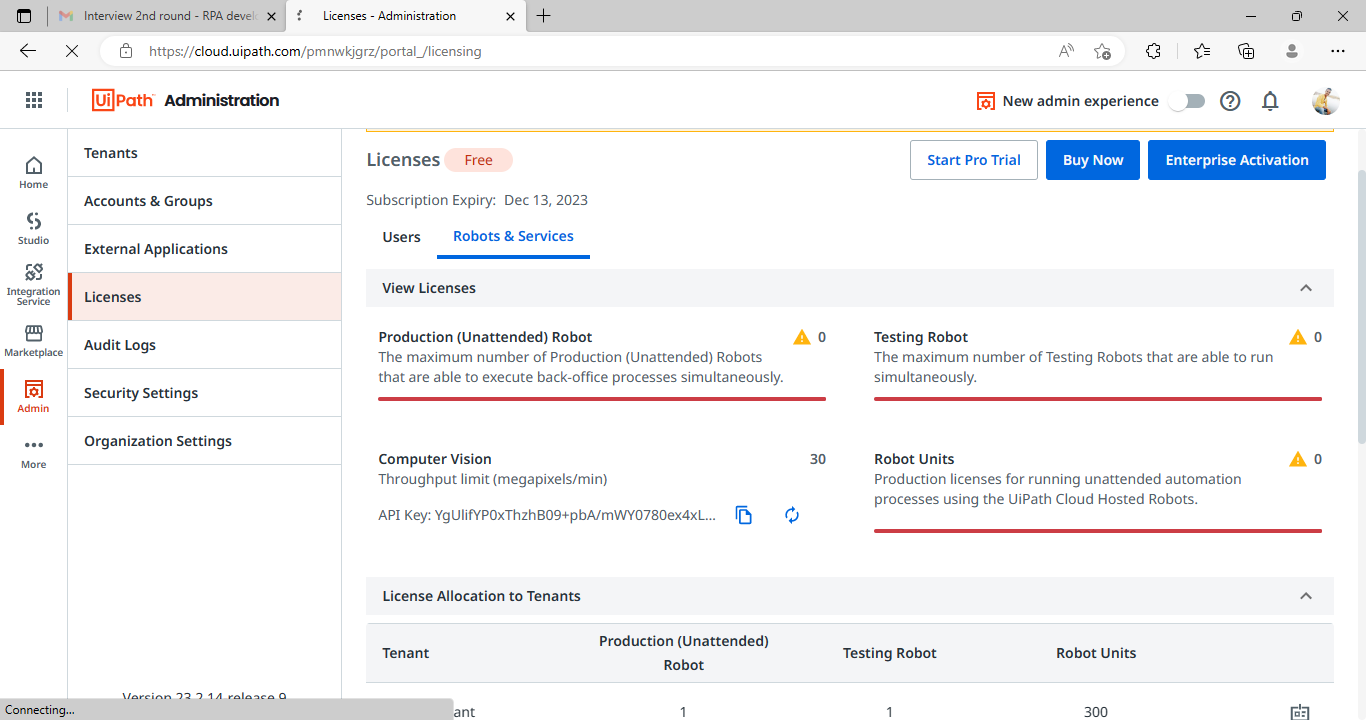 Interview 2nd round - RPA devel
Licenses - Administration
https://cloud.uipath.com/pmnwkjgrz/portal_/licensing
UiPath Administration
New admin experience
Home
Studio
Integration
Service
Marketplace
Admin
More
Tenants
Accounts & Groups
External Applications
Licenses
Audit Logs
Security Settings
Organization Settings
Licenses Free
Start Pro Trial
Buy Now
Enterprise Activation
Subscription Expiry: Dec 13, 2023
Users
Robots & Services
View Licenses
Production (Unattended) Robot 0
The maximum number of Production (Unattended) Robots
that are able to execute back-office processes simultaneously.
Testing Robot 0
The maximum number of Testing Robots that are able to run
simultaneously.
Computer Vision 30
Throughput limit (megapixels/min)
API Key: YgUlifYP0xThzhB09+pbA/mWY0780ex4xL...
Robot Units 0
Production licenses for running unattended automation
processes using the UiPath Cloud Hosted Robots.
License Allocation to Tenants
Tenant
Production (Unattended)
Robot
Testing Robot
Robot Units
ant 1 1 300
Version 23.2.14-release.9
Connecting...